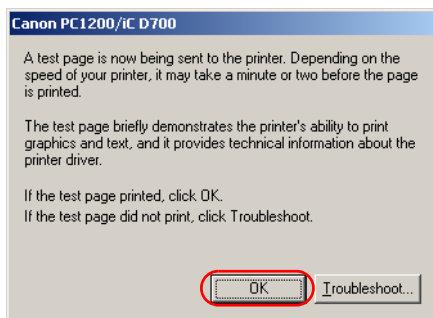 Canon PC1200/iC D700
A test page is now being sent to the printer. Depending on the
speed of your printer, it may take a minute or two before the page
is printed.
The test page briefly demonstrates the printer's ability to print
graphics and text, and it provides technical information about the
printer driver.
If the test page printed, click OK.
If the test page did not print, click Troubleshoot.
OK
Troubleshoot...